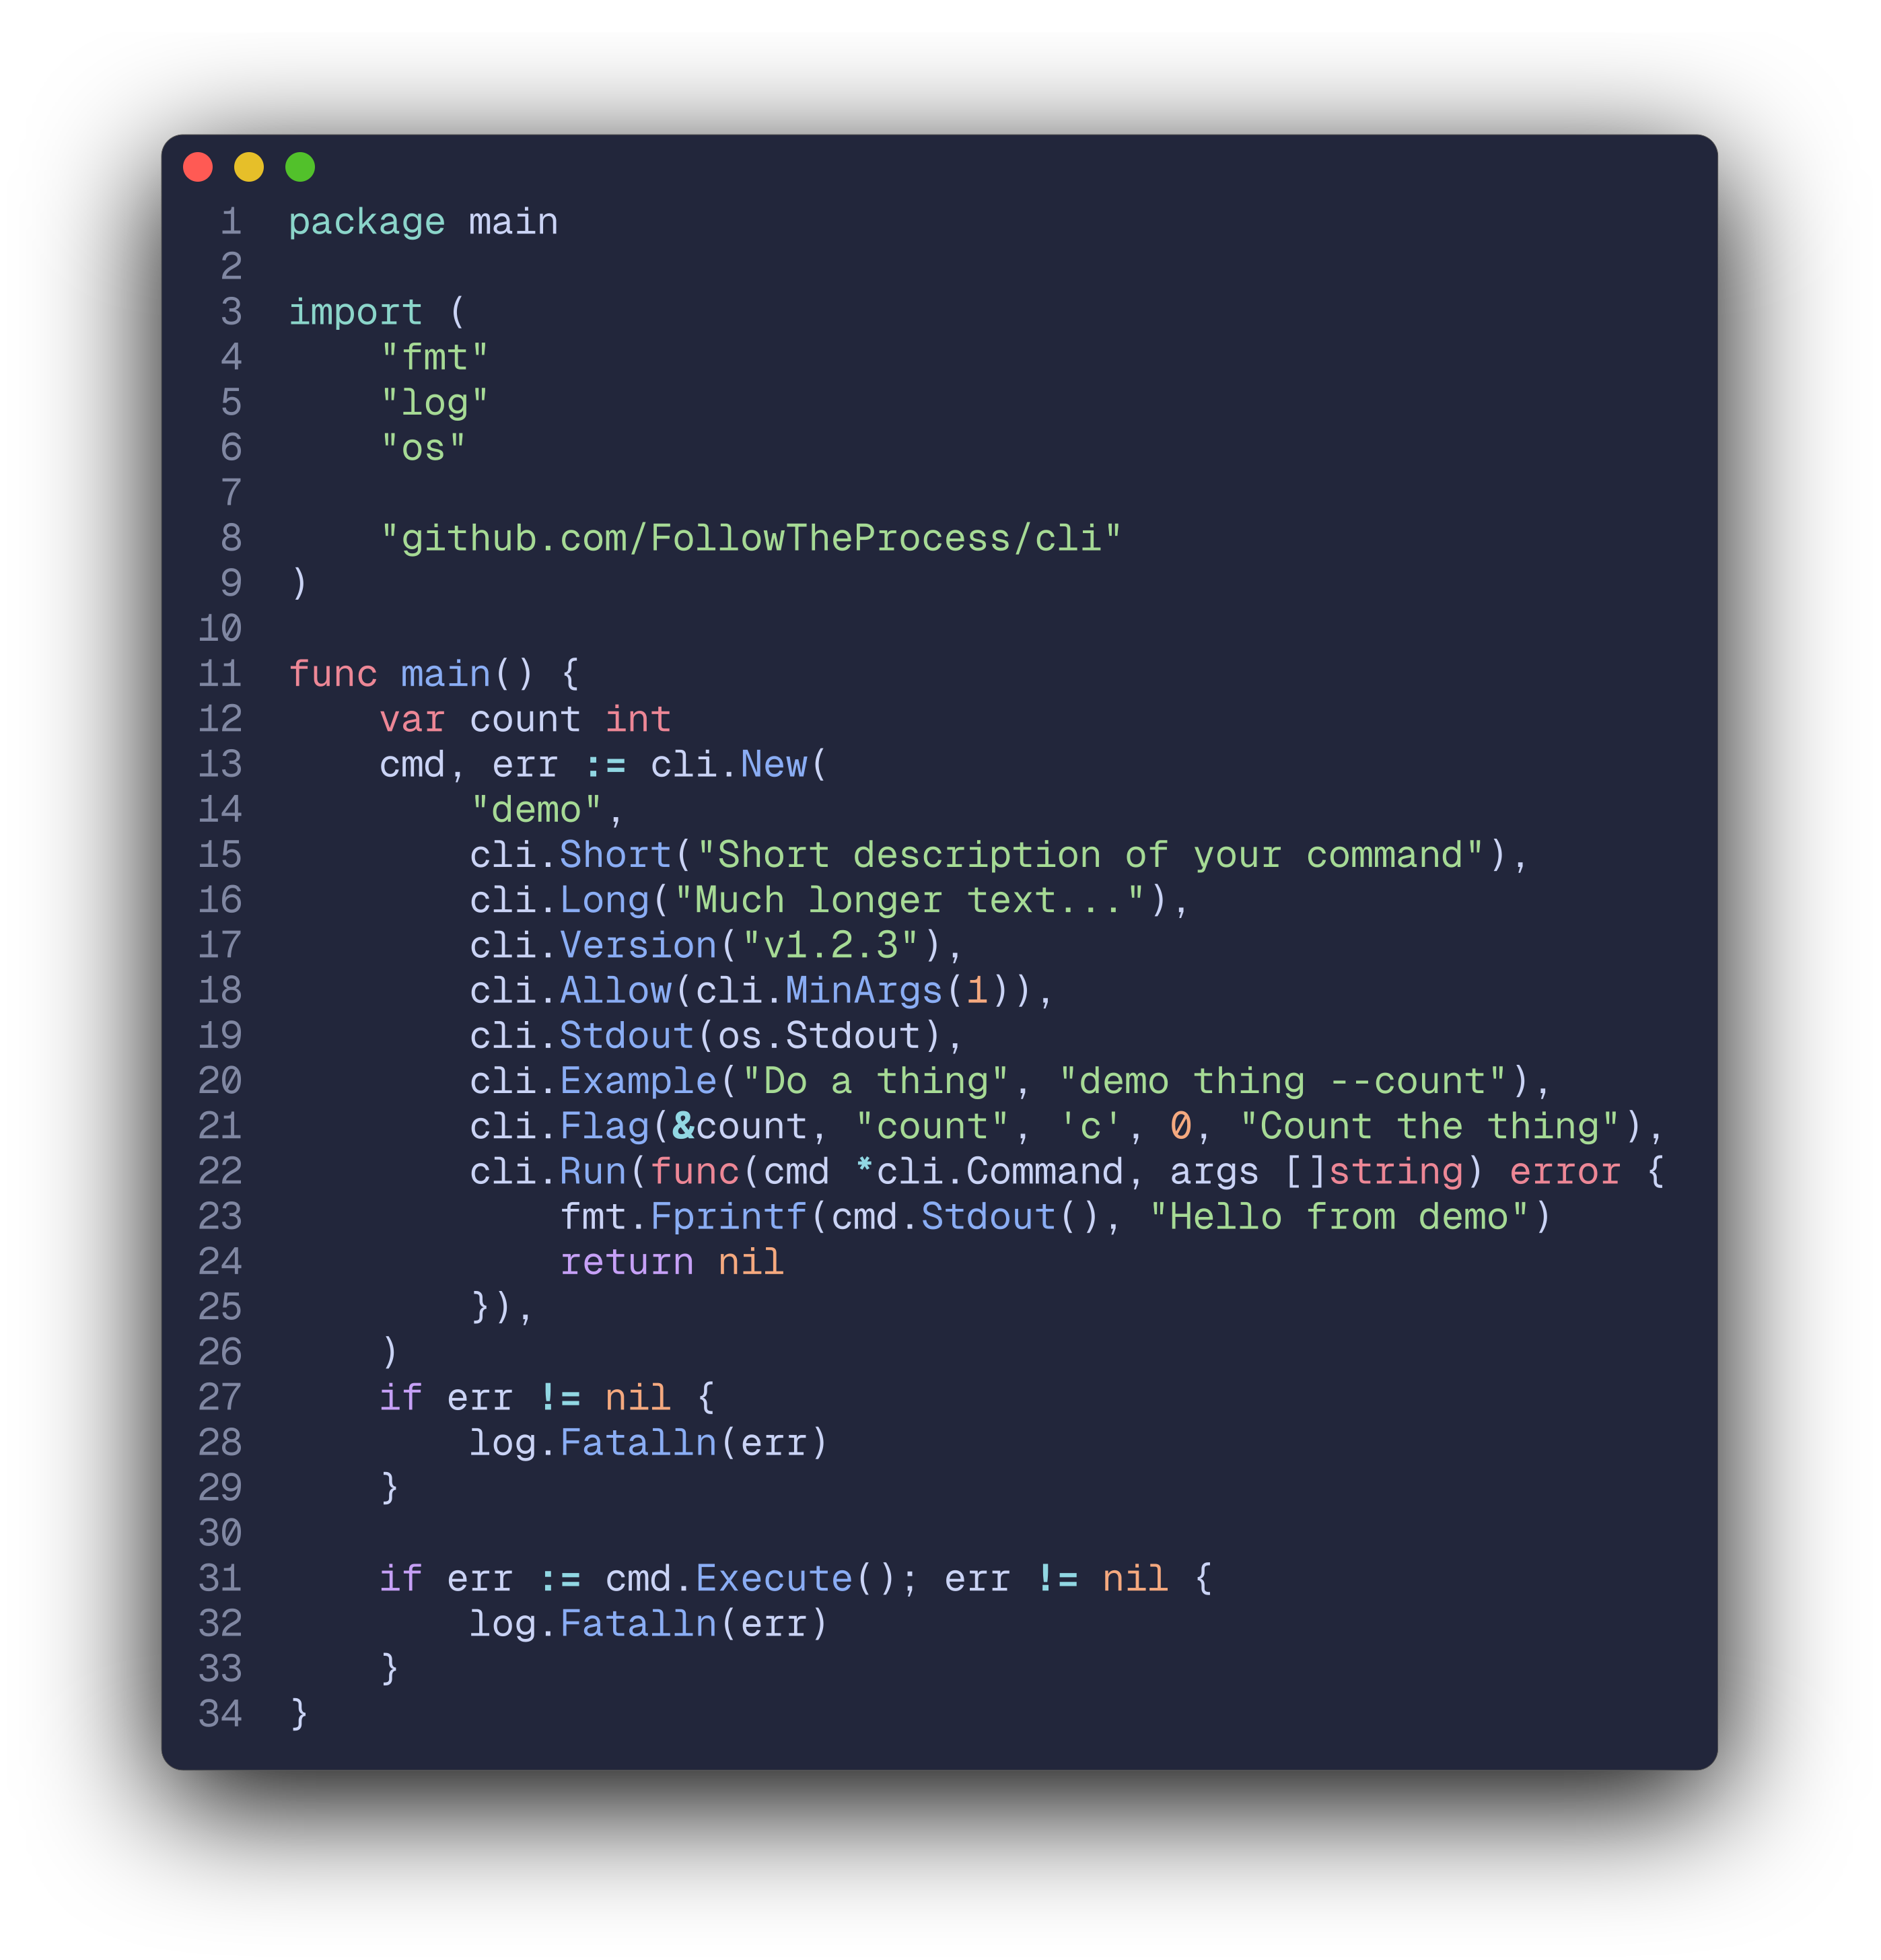 1 package main
2
3 import (
4     "fmt"
5     "log"
6     "os"
7
8     "github.com/FollowTheProcess/cli"
9 )
10
11 func main() {
12     var count int
13     cmd, err := cli.New(
14         "demo",
15         cli.Short("Short description of your command"),
16         cli.Long("Much longer text..."),
17         cli.Version("v1.2.3"),
18         cli.Allow(cli.MinArgs(1)),
19         cli.Stdout(os.Stdout),
20         cli.Example("Do a thing", "demo thing --count"),
21         cli.Flag(&count, "count", 'c', 0, "Count the thing"),
22         cli.Run(func(cmd *cli.Command, args []string) error {
23             fmt.Fprintf(cmd.Stdout(), "Hello from demo")
24             return nil
25         }),
26     )
27     if err != nil {
28         log.Fatalln(err)
29     }
30
31     if err := cmd.Execute(); err != nil {
32         log.Fatalln(err)
33     }
34 }